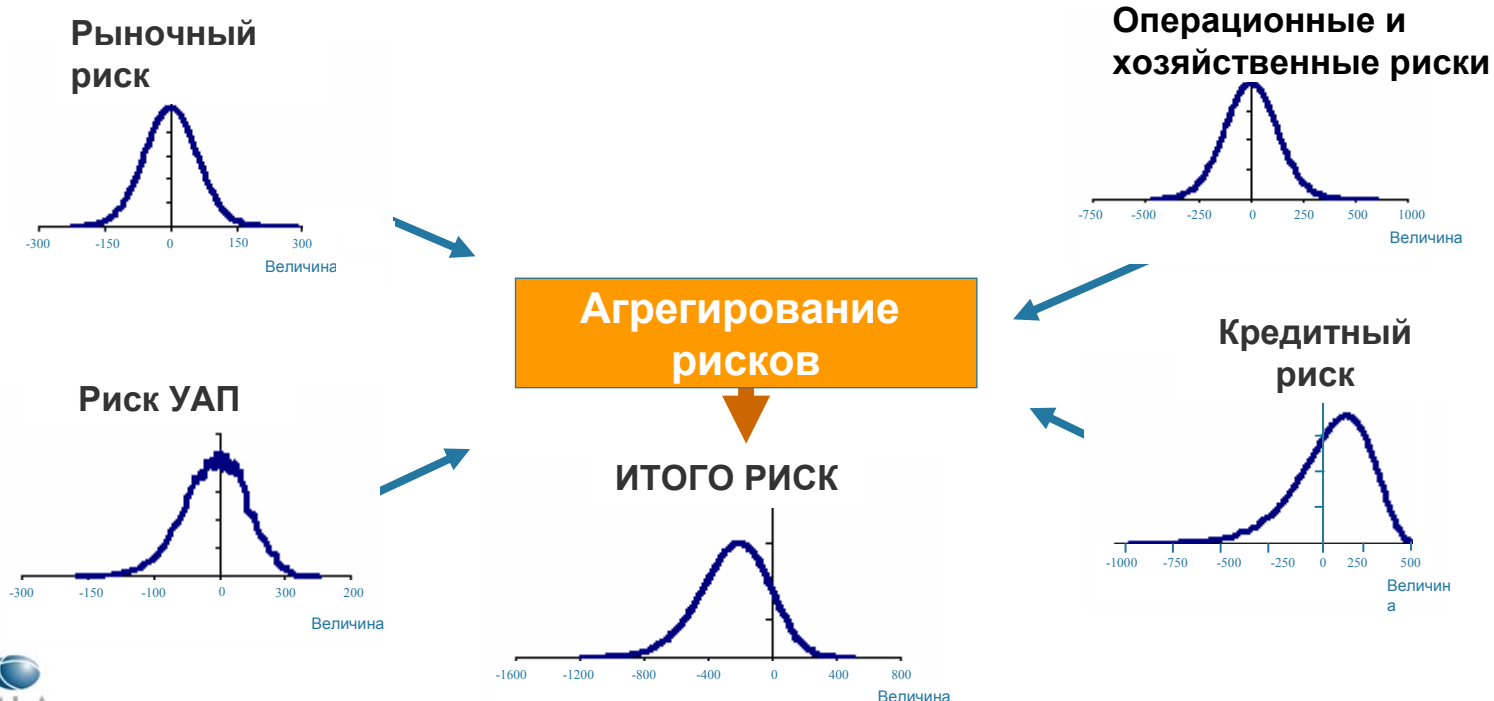 Рыночный
риск
-300 -150 0 150 300
Величина
Операционные и
хозяйственные риски
-750 -500 -250 0 250 500 1000
Величина
Агрегирование
рисков
Кредитный
риск
-1000 -750 -500 -250 0 250 500
Величин
а
Риск УАП
-300 -150 -100 0 300 200
Величина
ИТОГО РИСК
-1600 -1200 -800 -400 0 400 800
Величина